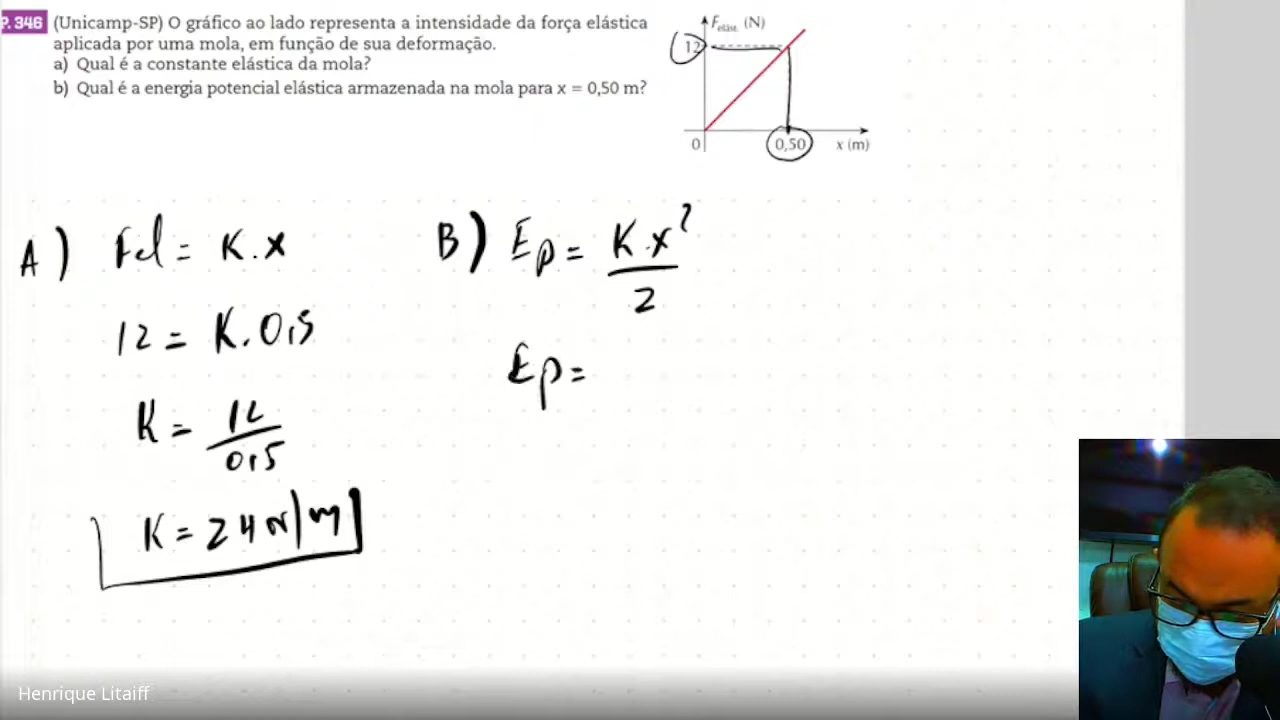 P. 346 (Unicamp-SP) O gráfico ao lado representa a intensidade da força elástica
aplicada por uma mola, em função de sua deformação.
a) Qual é a constante elástica da mola?
b) Qual é a energia potencial elástica armazenada na mola para x = 0,50 m?
Felást. (N)
12
0
0,50
x (m)
A) Fel = K.x
12 = K.0,5
K = 12
0,5
K = 24 N/m
B) Ep = K.x²
2
Ep =
Henrique Litaiff